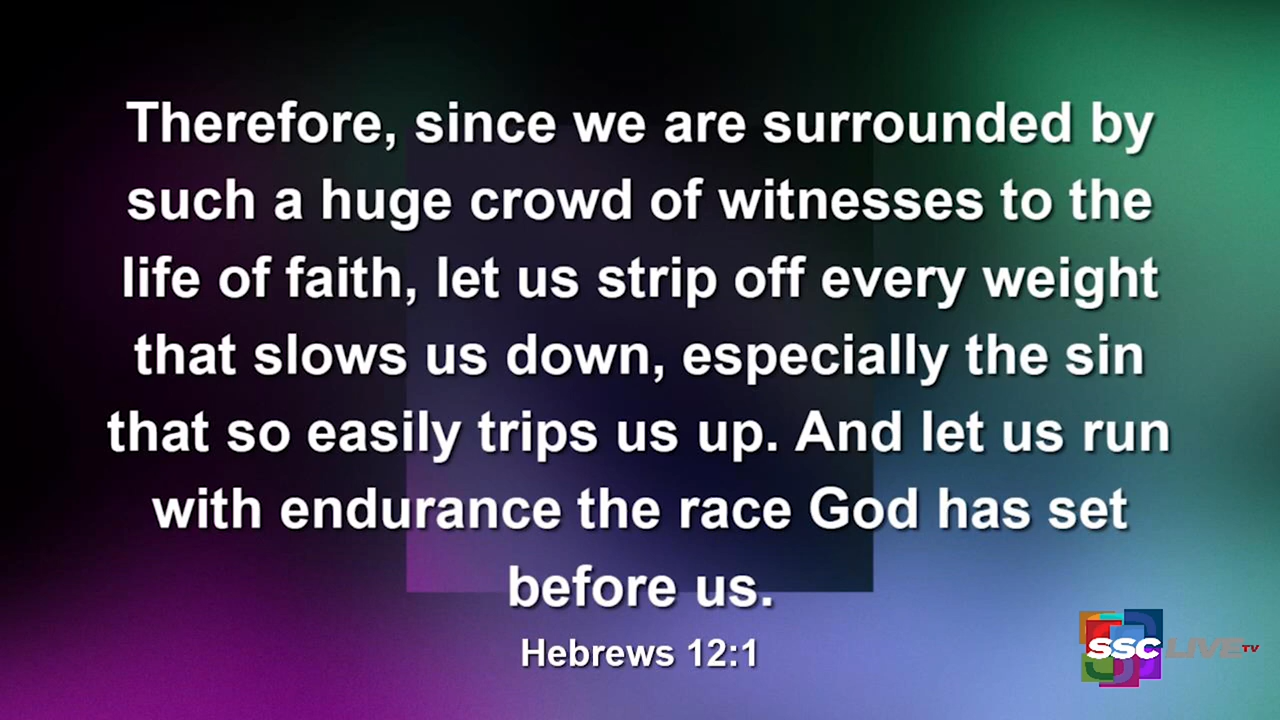 Therefore, since we are surrounded by
such a huge crowd of witnesses to the
life of faith, let us strip off every weight
that slows us down, especially the sin
that so easily trips us up. And let us run
with endurance the race God has set
before us.
Hebrews 12:1
SSC LIVE TV